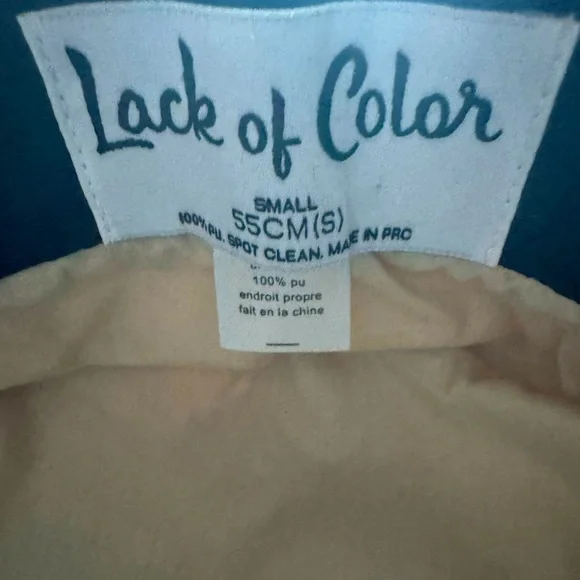 Lack of Color
SMALL
55CM(S)
100% PU. SPOT CLEAN. MADE IN PRC
100% pu
endroit propre
fait en la chine